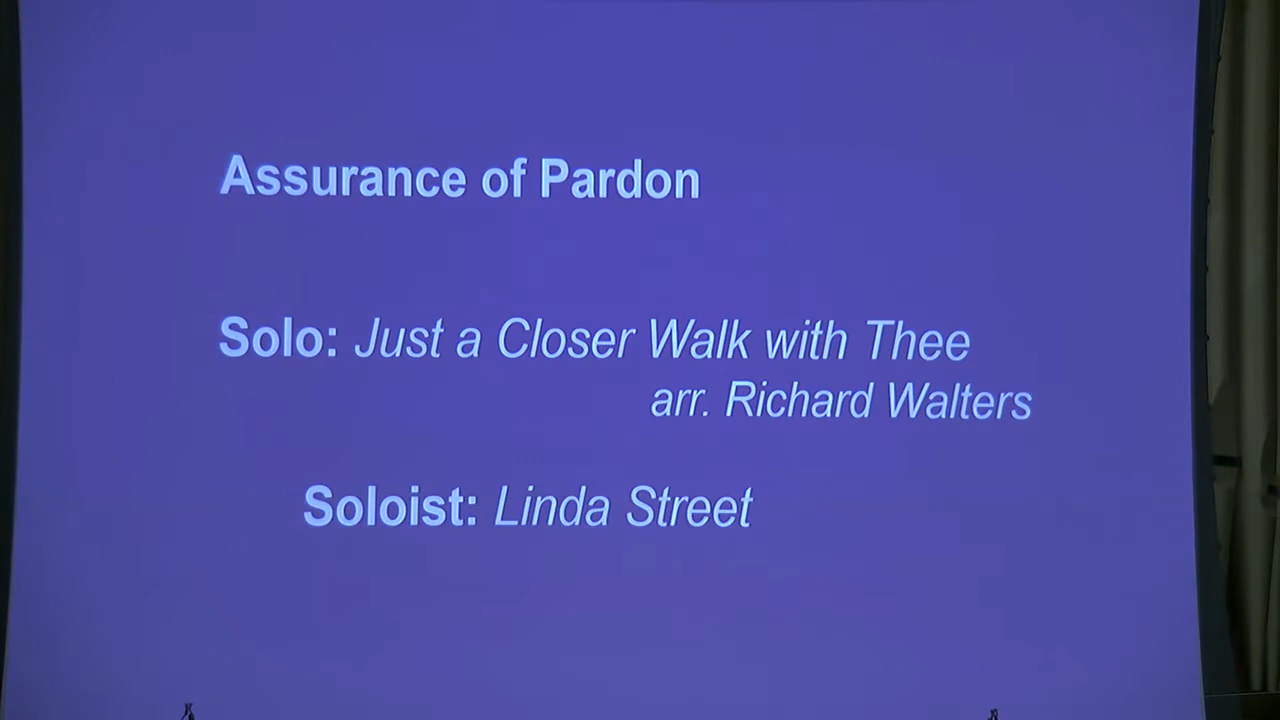 Assurance of Pardon
Solo: Just a Closer Walk with Thee
arr. Richard Walters
Soloist: Linda Street